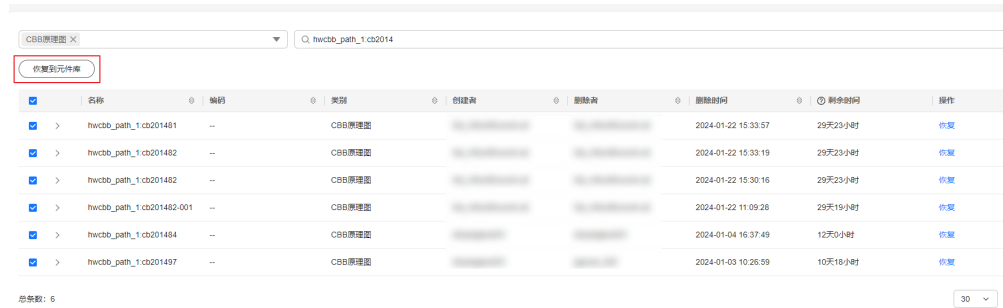 CBB原理图 ×
hwcbb_path_1:cb2014
恢复到元件库
名称 编码 类别 创建者 删除者 删除时间 剩余时间 操作
hwcbb_path_1:cb201481 -- CBB原理图 2024-01-22 15:33:57 29天23小时 恢复
hwcbb_path_1:cb201482 -- CBB原理图 2024-01-22 15:33:19 29天23小时 恢复
hwcbb_path_1:cb201482 -- CBB原理图 2024-01-22 15:30:16 29天23小时 恢复
hwcbb_path_1:cb201482-001 -- CBB原理图 2024-01-22 11:09:28 29天19小时 恢复
hwcbb_path_1:cb201484 -- CBB原理图 2024-01-04 16:37:49 12天0小时 恢复
hwcbb_path_1:cb201497 -- CBB原理图 2024-01-03 10:26:59 10天18小时 恢复
总条数: 6 30